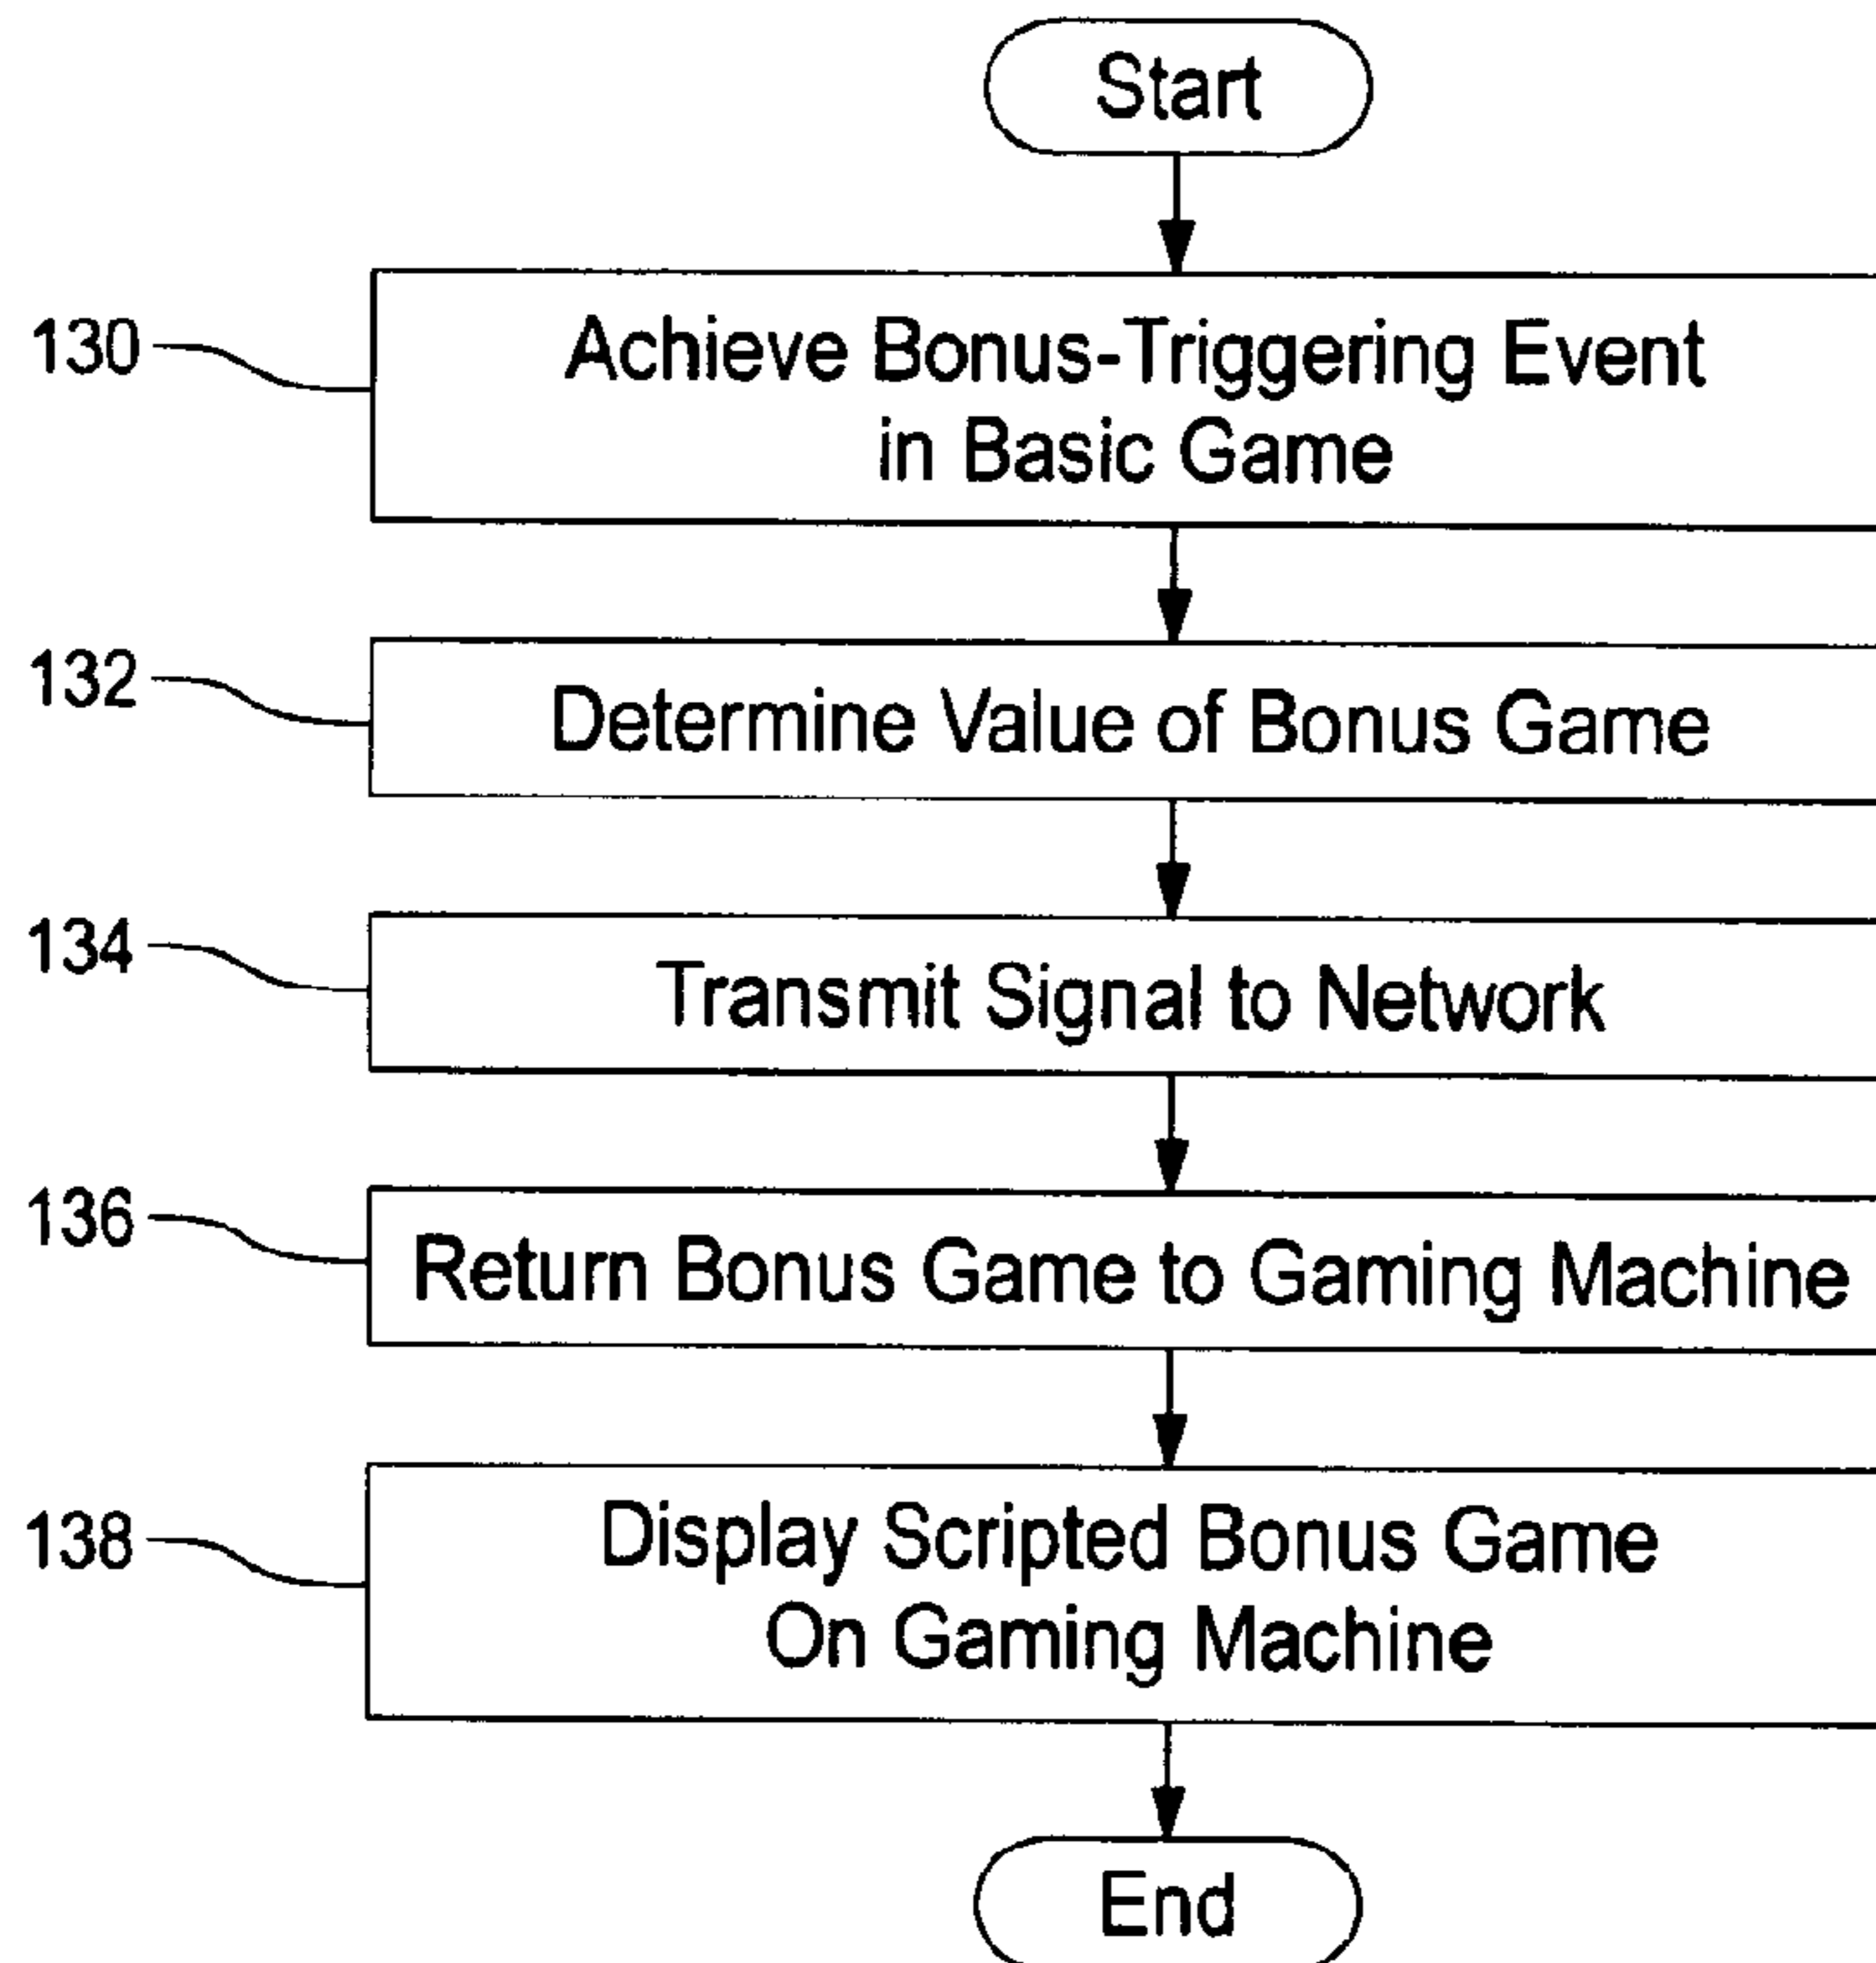 Start
130
Achieve Bonus-Triggering Event
in Basic Game
132
Determine Value of Bonus Game
134
Transmit Signal to Network
136
Return Bonus Game to Gaming Machine
138
Display Scripted Bonus Game
On Gaming Machine
End